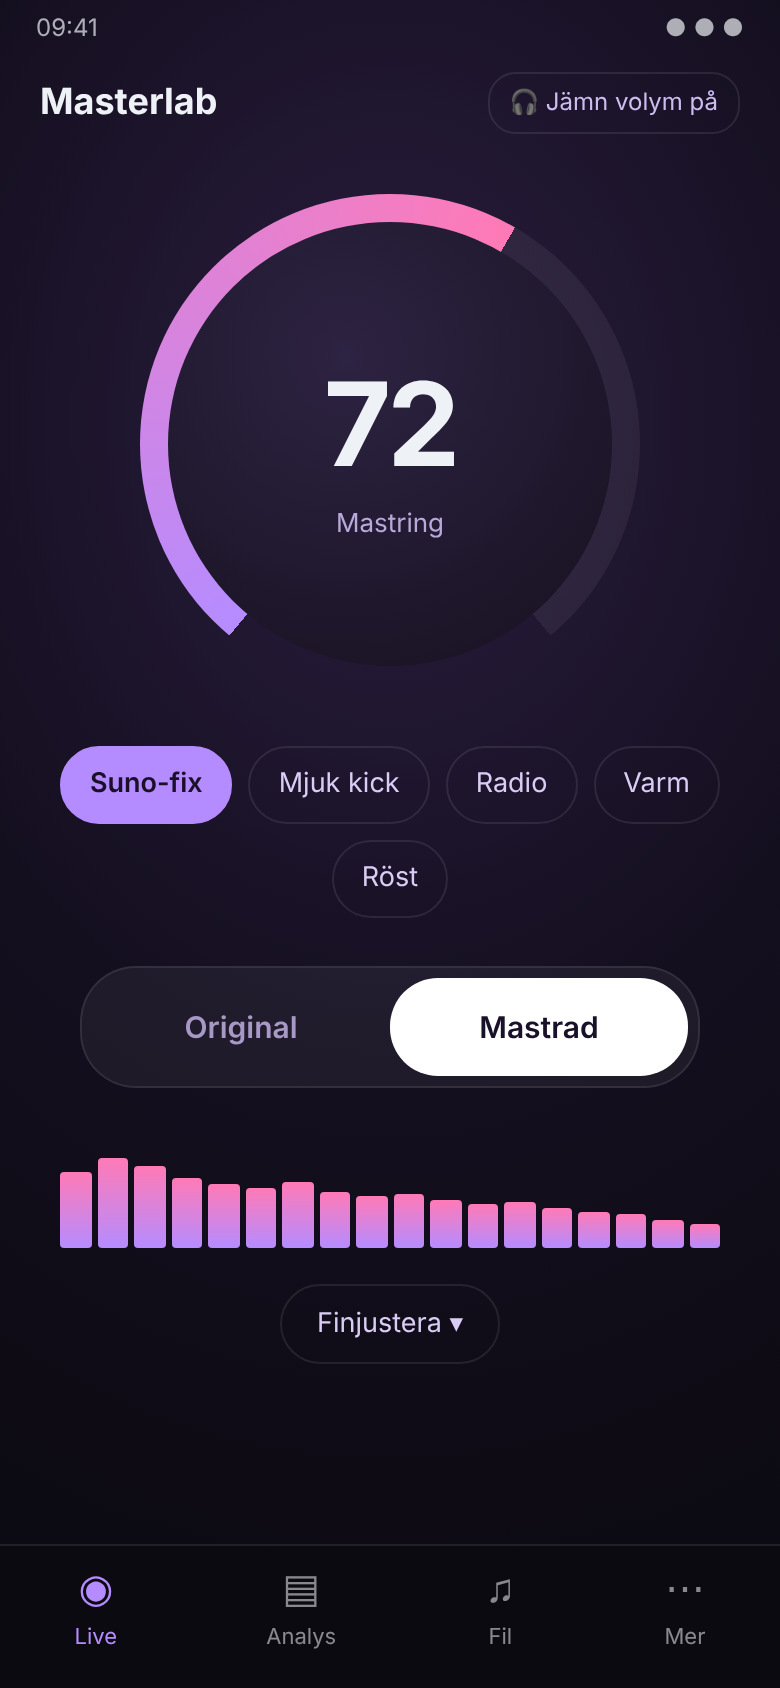 09:41
Masterlab
🎧 Jämn volym på
72
Mastring
Suno-fix Mjuk kick Radio Varm
Röst
Original Mastrad
Finjustera ▾
Live Analys Fil Mer